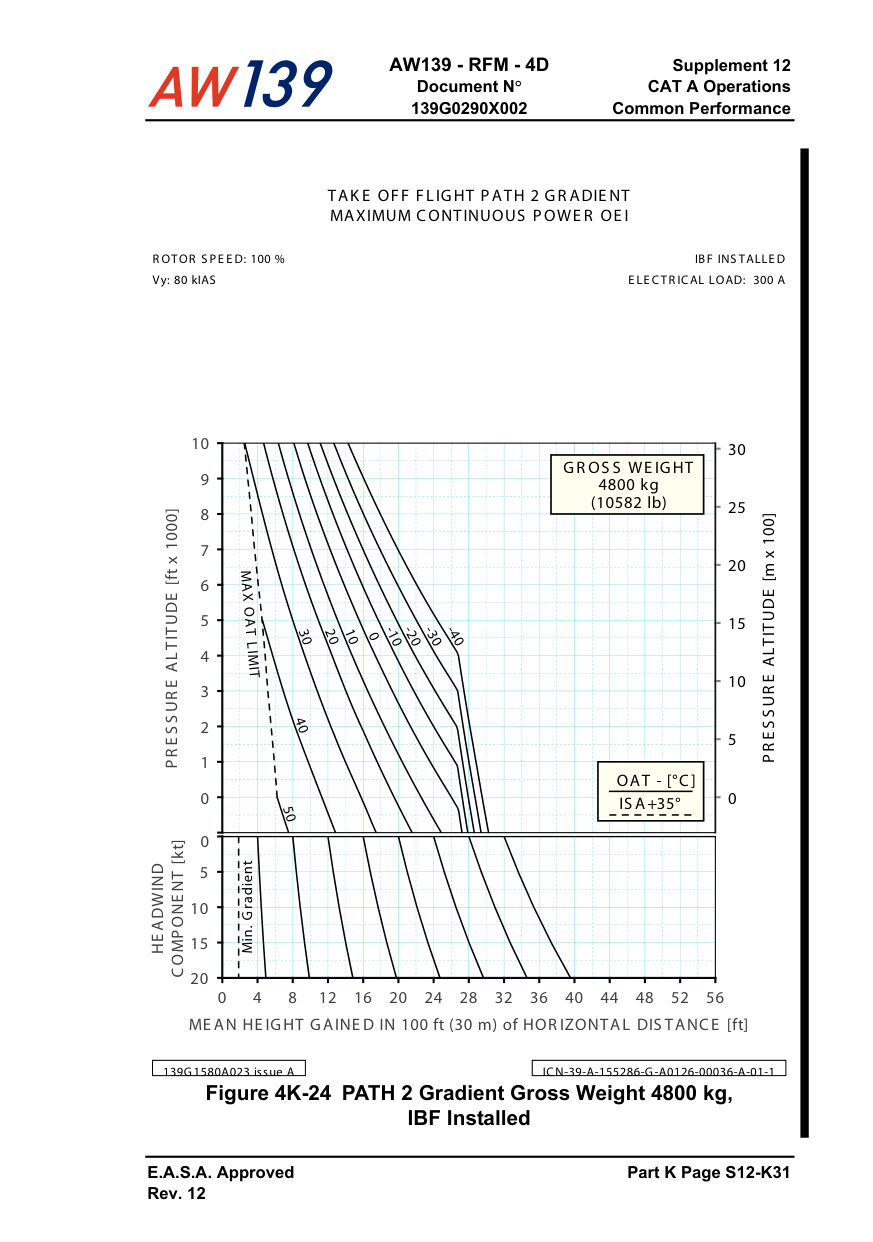 AW139
AW139 - RFM - 4D
Document N°
139G0290X002
Supplement 12
CAT A Operations
Common Performance
TAKE OFF FLIGHT PATH 2 GRADIENT
MAXIMUM CONTINUOUS POWER OEI
ROTOR SPEED: 100 %
IBF INSTALLED
Vy: 80 kIAS
ELECTRICAL LOAD: 300 A
PRESSURE ALTITUDE [ft x 1000]
10
9
8
7
6
5
4
3
2
1
0
GROSS WEIGHT
4800 kg
(10582 lb)
MAX OAT LIMIT
50
40
30
20
10
0
-10
-20
-30
-40
OAT - [°C]
ISA+35°
30
25
20
15
10
5
0
PRESSURE ALTITUDE [m x 100]
HEADWIND
COMPONENT [kt]
0
5
10
15
20
Min. Gradient
0 4 8 12 16 20 24 28 32 36 40 44 48 52 56
MEAN HEIGHT GAINED IN 100 ft (30 m) of HORIZONTAL DISTANCE [ft]
139G1580A023 issue A
ICN-39-A-155286-G-A0126-00036-A-01-1
Figure 4K-24 PATH 2 Gradient Gross Weight 4800 kg,
IBF Installed
E.A.S.A. Approved
Rev. 12
Part K Page S12-K31